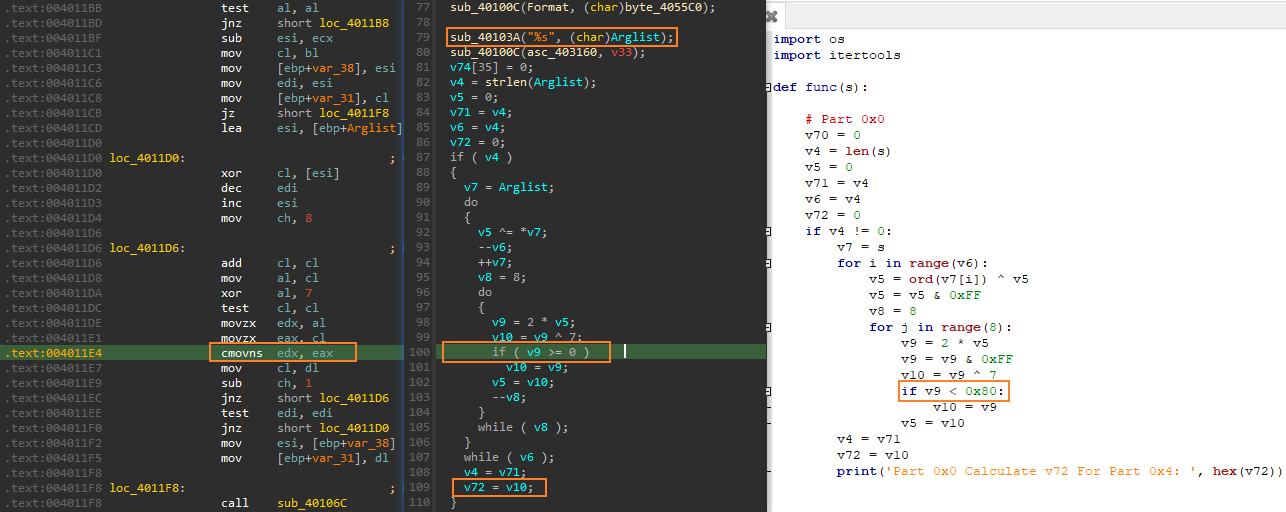 .text:004011BB test al, al
.text:004011BD jnz short loc_4011B8
.text:004011BF sub esi, ecx
.text:004011C1 mov cl, bl
.text:004011C3 mov [ebp+var_38], esi
.text:004011C6 mov edi, esi
.text:004011C8 mov [ebp+var_31], cl
.text:004011CB jz short loc_4011F8
.text:004011CD lea esi, [ebp+Arglist]
.text:004011D0
.text:004011D0 loc_4011D0: ;
.text:004011D0 xor cl, [esi]
.text:004011D2 dec edi
.text:004011D3 inc esi
.text:004011D4 mov ch, 8
.text:004011D6
.text:004011D6 loc_4011D6: ;
.text:004011D6 add cl, cl
.text:004011D8 mov al, cl
.text:004011DA xor al, 7
.text:004011DC test cl, cl
.text:004011DE movzx edx, al
.text:004011E1 movzx eax, cl
.text:004011E4 cmovns edx, eax
.text:004011E7 mov cl, dl
.text:004011E9 sub ch, 1
.text:004011EC jnz short loc_4011D6
.text:004011EE test edi, edi
.text:004011F0 jnz short loc_4011D0
.text:004011F2 mov esi, [ebp+var_38]
.text:004011F5 mov [ebp+var_31], dl
.text:004011F8
.text:004011F8 loc_4011F8: ;
.text:004011F8 call sub_40106C
77 sub_40100C(Format, (char)byte_4055C0);
78
79 sub_40103A("%s", (char)Arglist);
80 sub_40100C(asc_403160, v33);
81 v74[35] = 0;
82 v4 = strlen(Arglist);
83 v5 = 0;
84 v71 = v4;
85 v6 = v4;
86 v72 = 0;
87 if ( v4 )
88 {
89 v7 = Arglist;
90 do
91 {
92 v5 ^= *v7;
93 --v6;
94 ++v7;
95 v8 = 8;
96 do
97 {
98 v9 = 2 * v5;
99 v10 = v9 ^ 7;
100 if ( v9 >= 0 )
101 v10 = v9;
102 v5 = v10;
103 --v8;
104 }
105 while ( v8 );
106 }
107 while ( v6 );
108 v4 = v71;
109 v72 = v10;
110 }
import os
import itertools
def func(s):
# Part 0x0
v70 = 0
v4 = len(s)
v5 = 0
v71 = v4
v6 = v4
v72 = 0
if v4 != 0:
v7 = s
for i in range(v6):
v5 = ord(v7[i]) ^ v5
v5 = v5 & 0xFF
v8 = 8
for j in range(8):
v9 = 2 * v5
v9 = v9 & 0xFF
v10 = v9 ^ 7
if v9 < 0x80:
v10 = v9
v5 = v10
v4 = v71
v72 = v10
print('Part 0x0 Calculate v72 For Part 0x4: ', hex(v72))